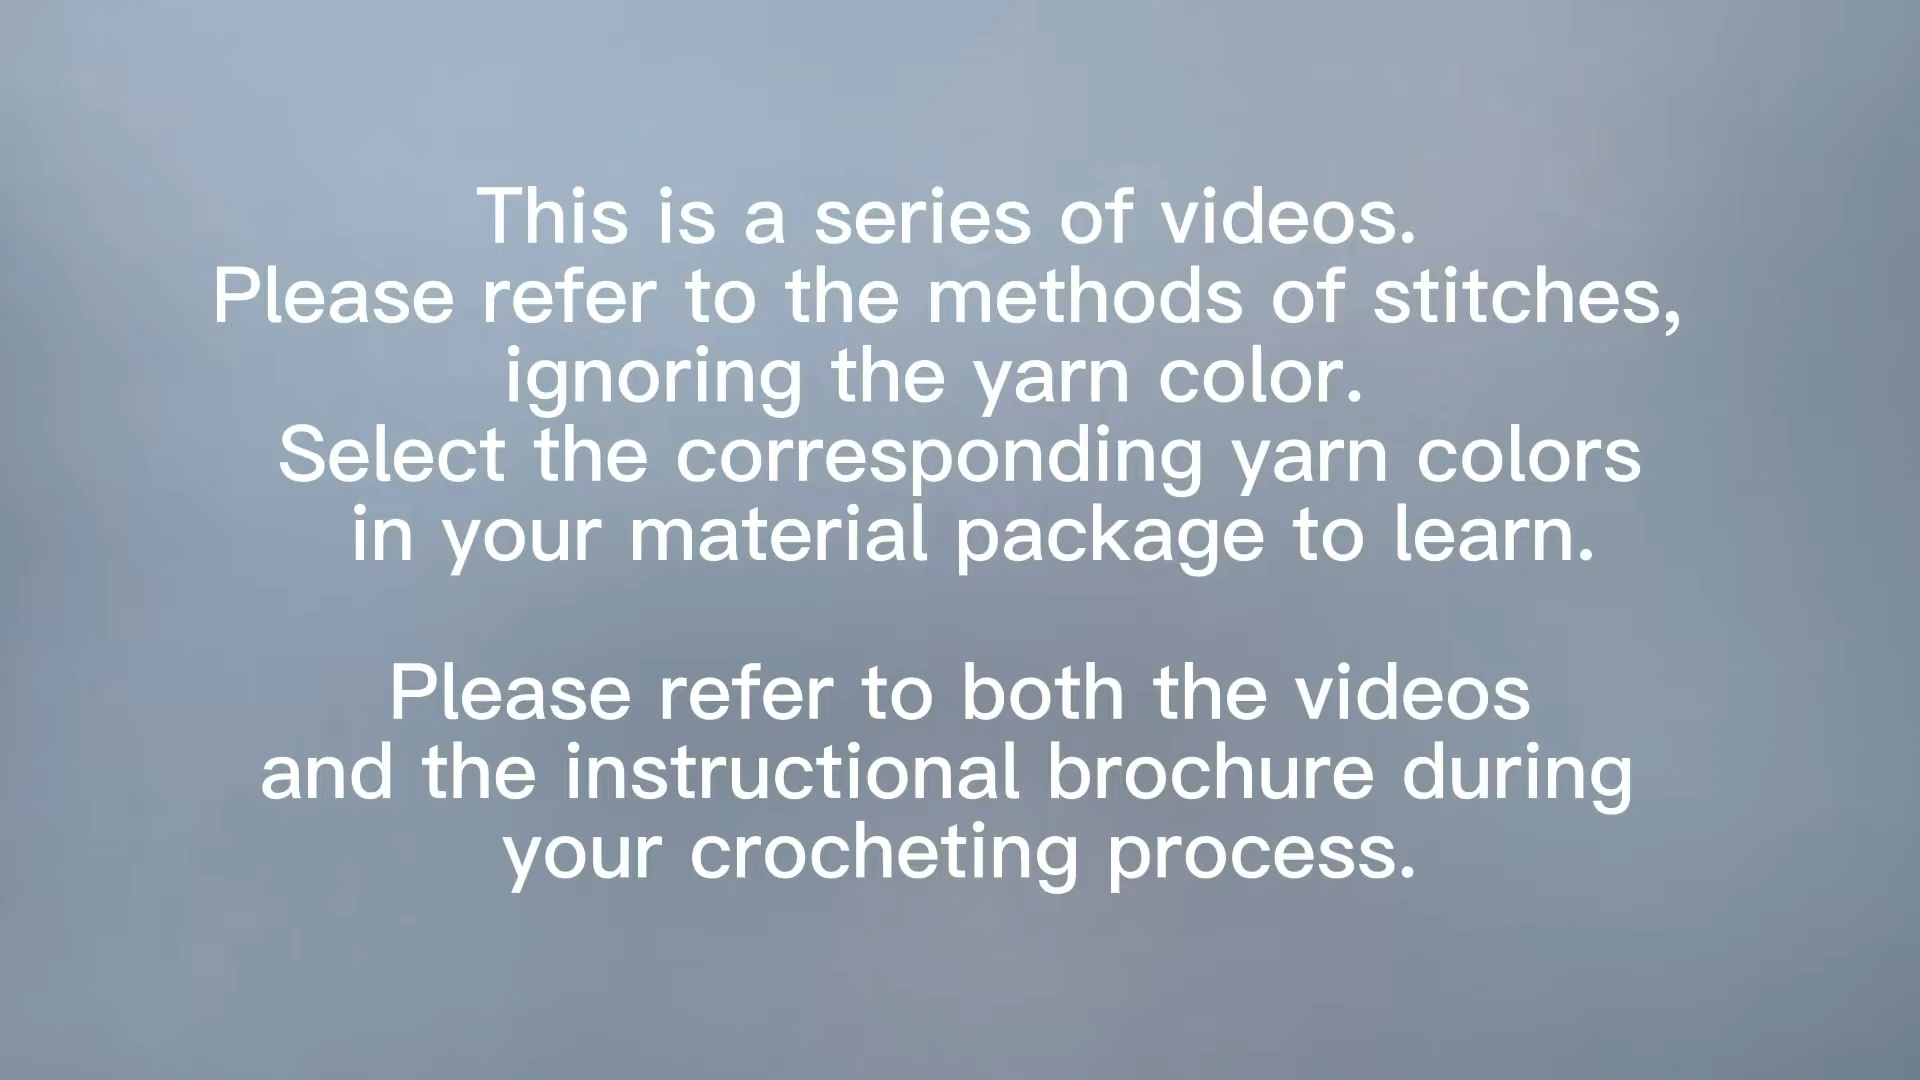 This is a series of videos.
Please refer to the methods of stitches,
ignoring the yarn color.
Select the corresponding yarn colors
in your material package to learn.
Please refer to both the videos
and the instructional brochure during
your crocheting process.